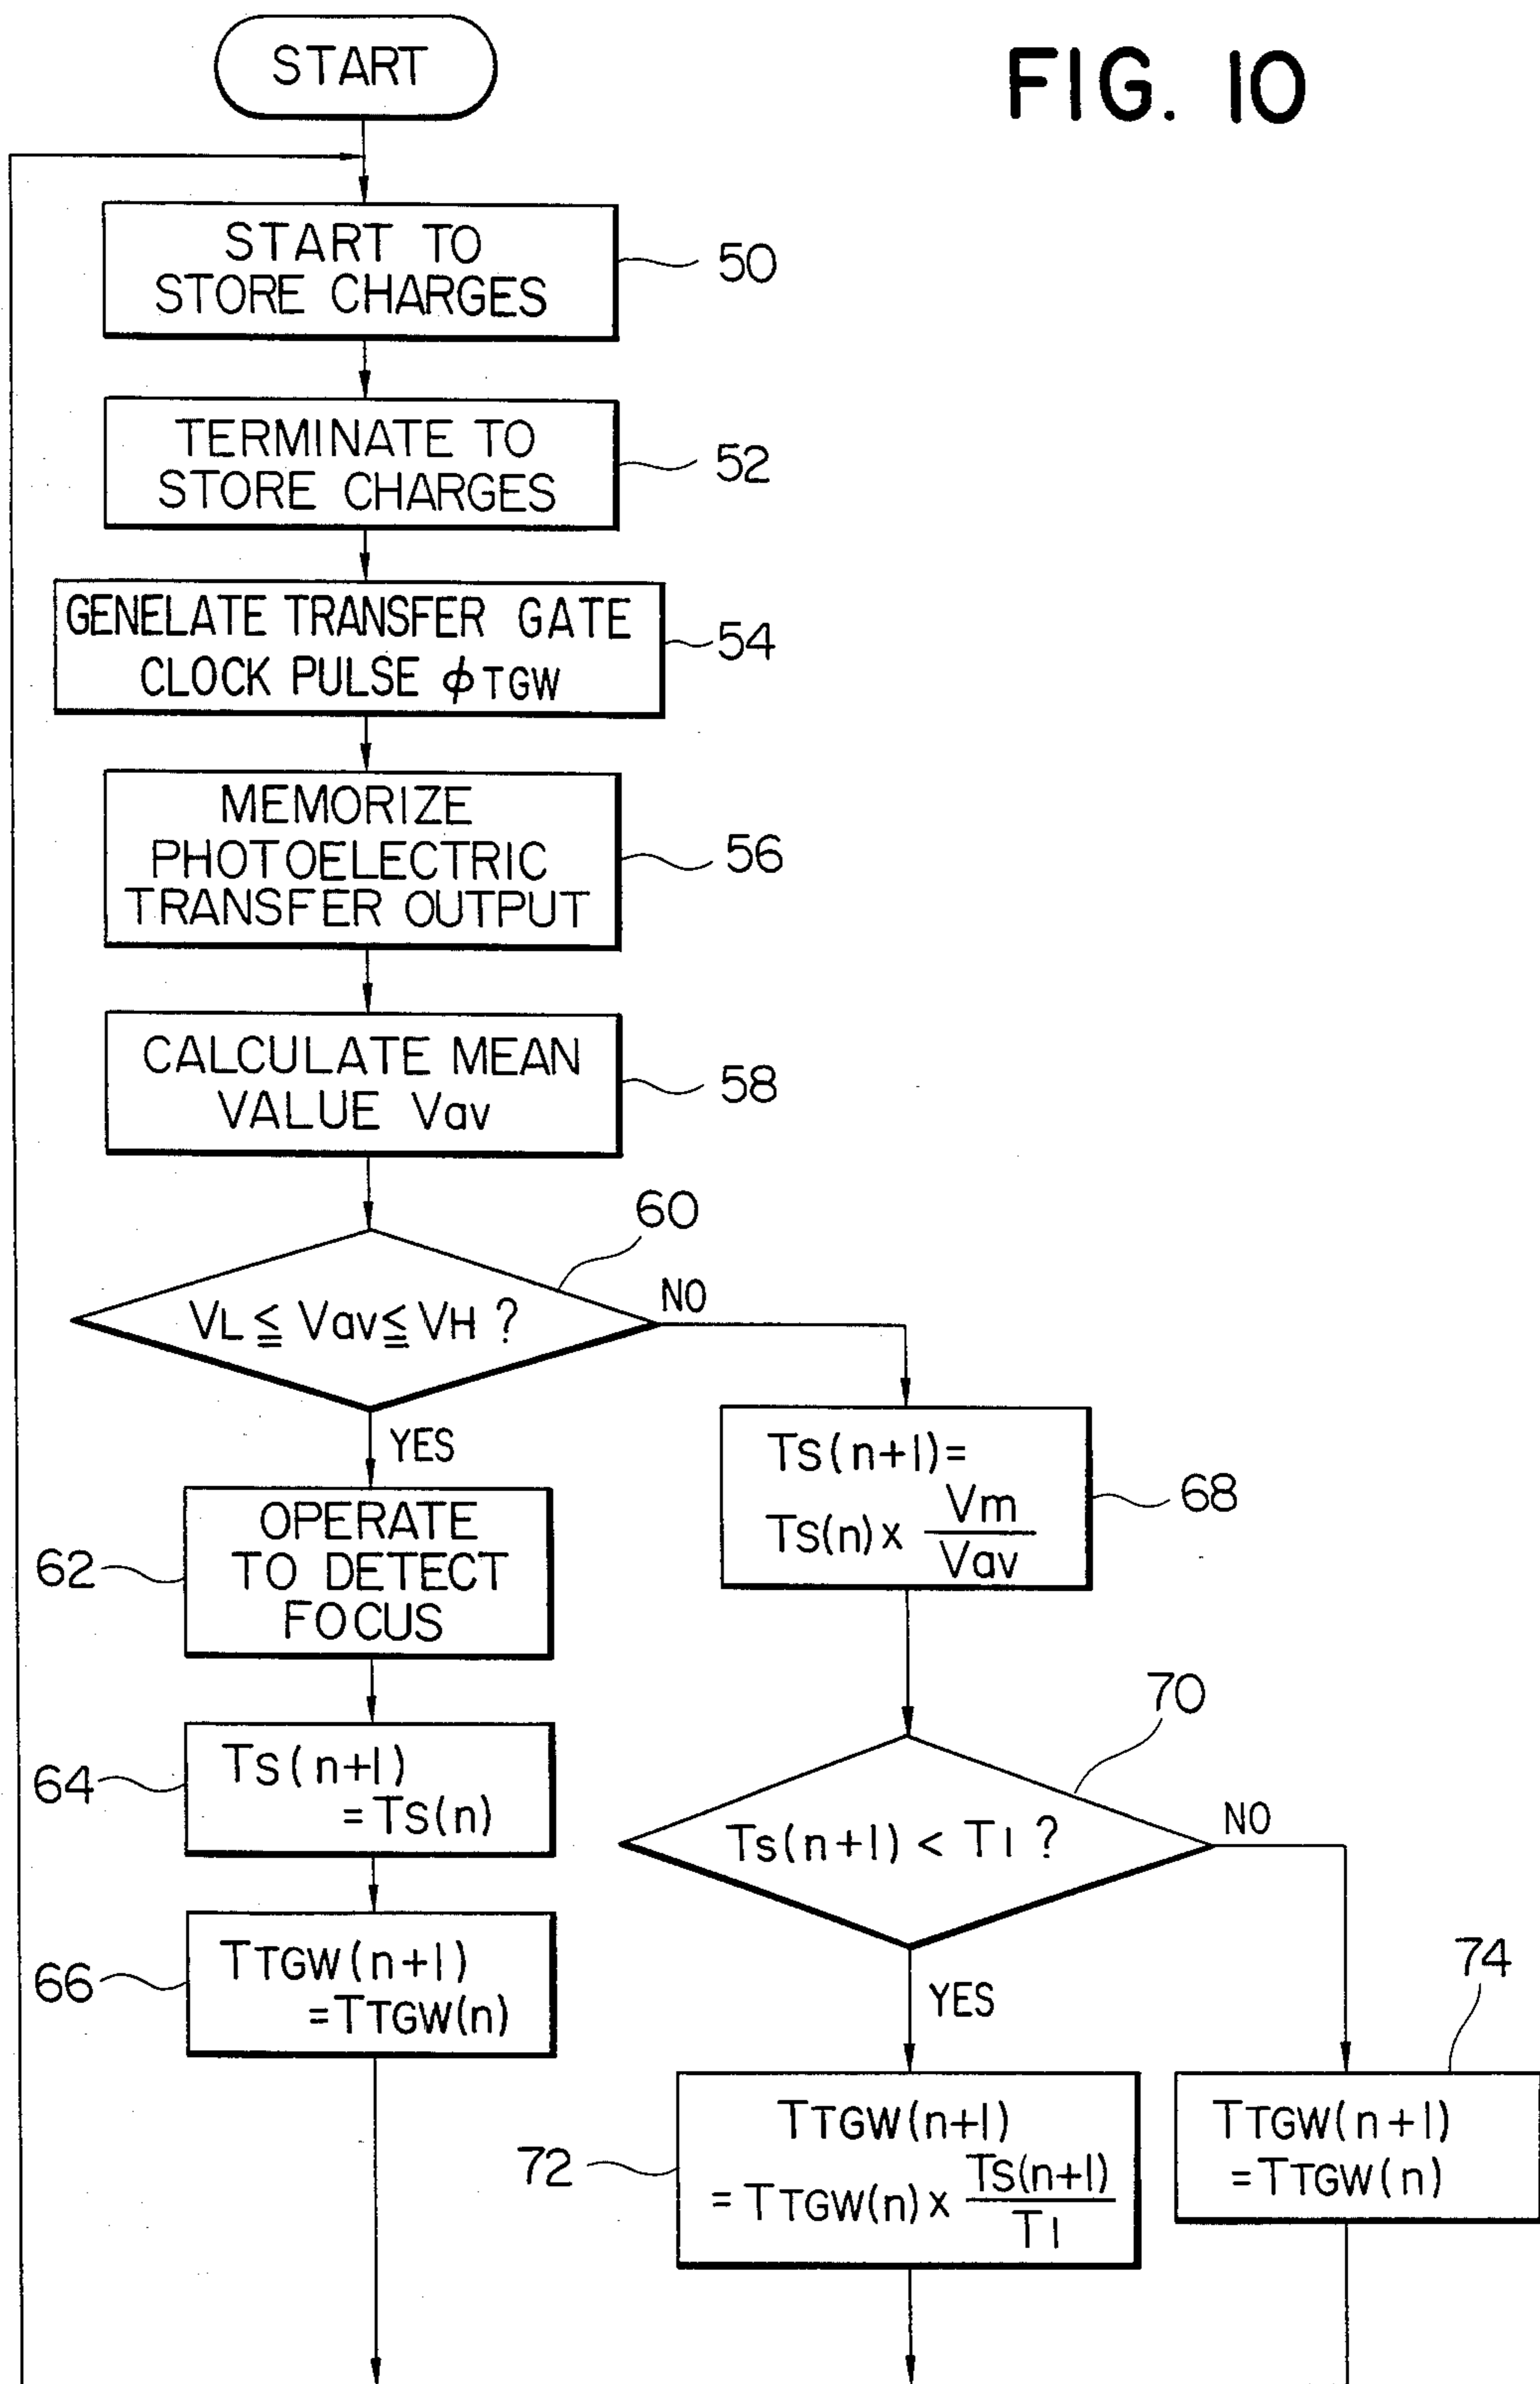 FIG. 10
START
START TO
STORE CHARGES
50
TERMINATE TO
STORE CHARGES
52
GENELATE TRANSFER GATE
CLOCK PULSE ϕTGW
54
MEMORIZE
PHOTOELECTRIC
TRANSFER OUTPUT
56
CALCULATE MEAN
VALUE Vav
58
60
VL ≦ Vav ≦ VH ?
NO
YES
OPERATE
TO DETECT
FOCUS
62
TS(n+1)
=TS(n)
64
TTGW(n+1)
=TTGW(n)
66
TS(n+1)=
TS(n)× Vm/Vav
68
70
Ts(n+1) < T1 ?
NO
YES
TTGW(n+1)
=TTGW(n)× TS(n+1)/T1
72
74
TTGW(n+1)
=TTGW(n)